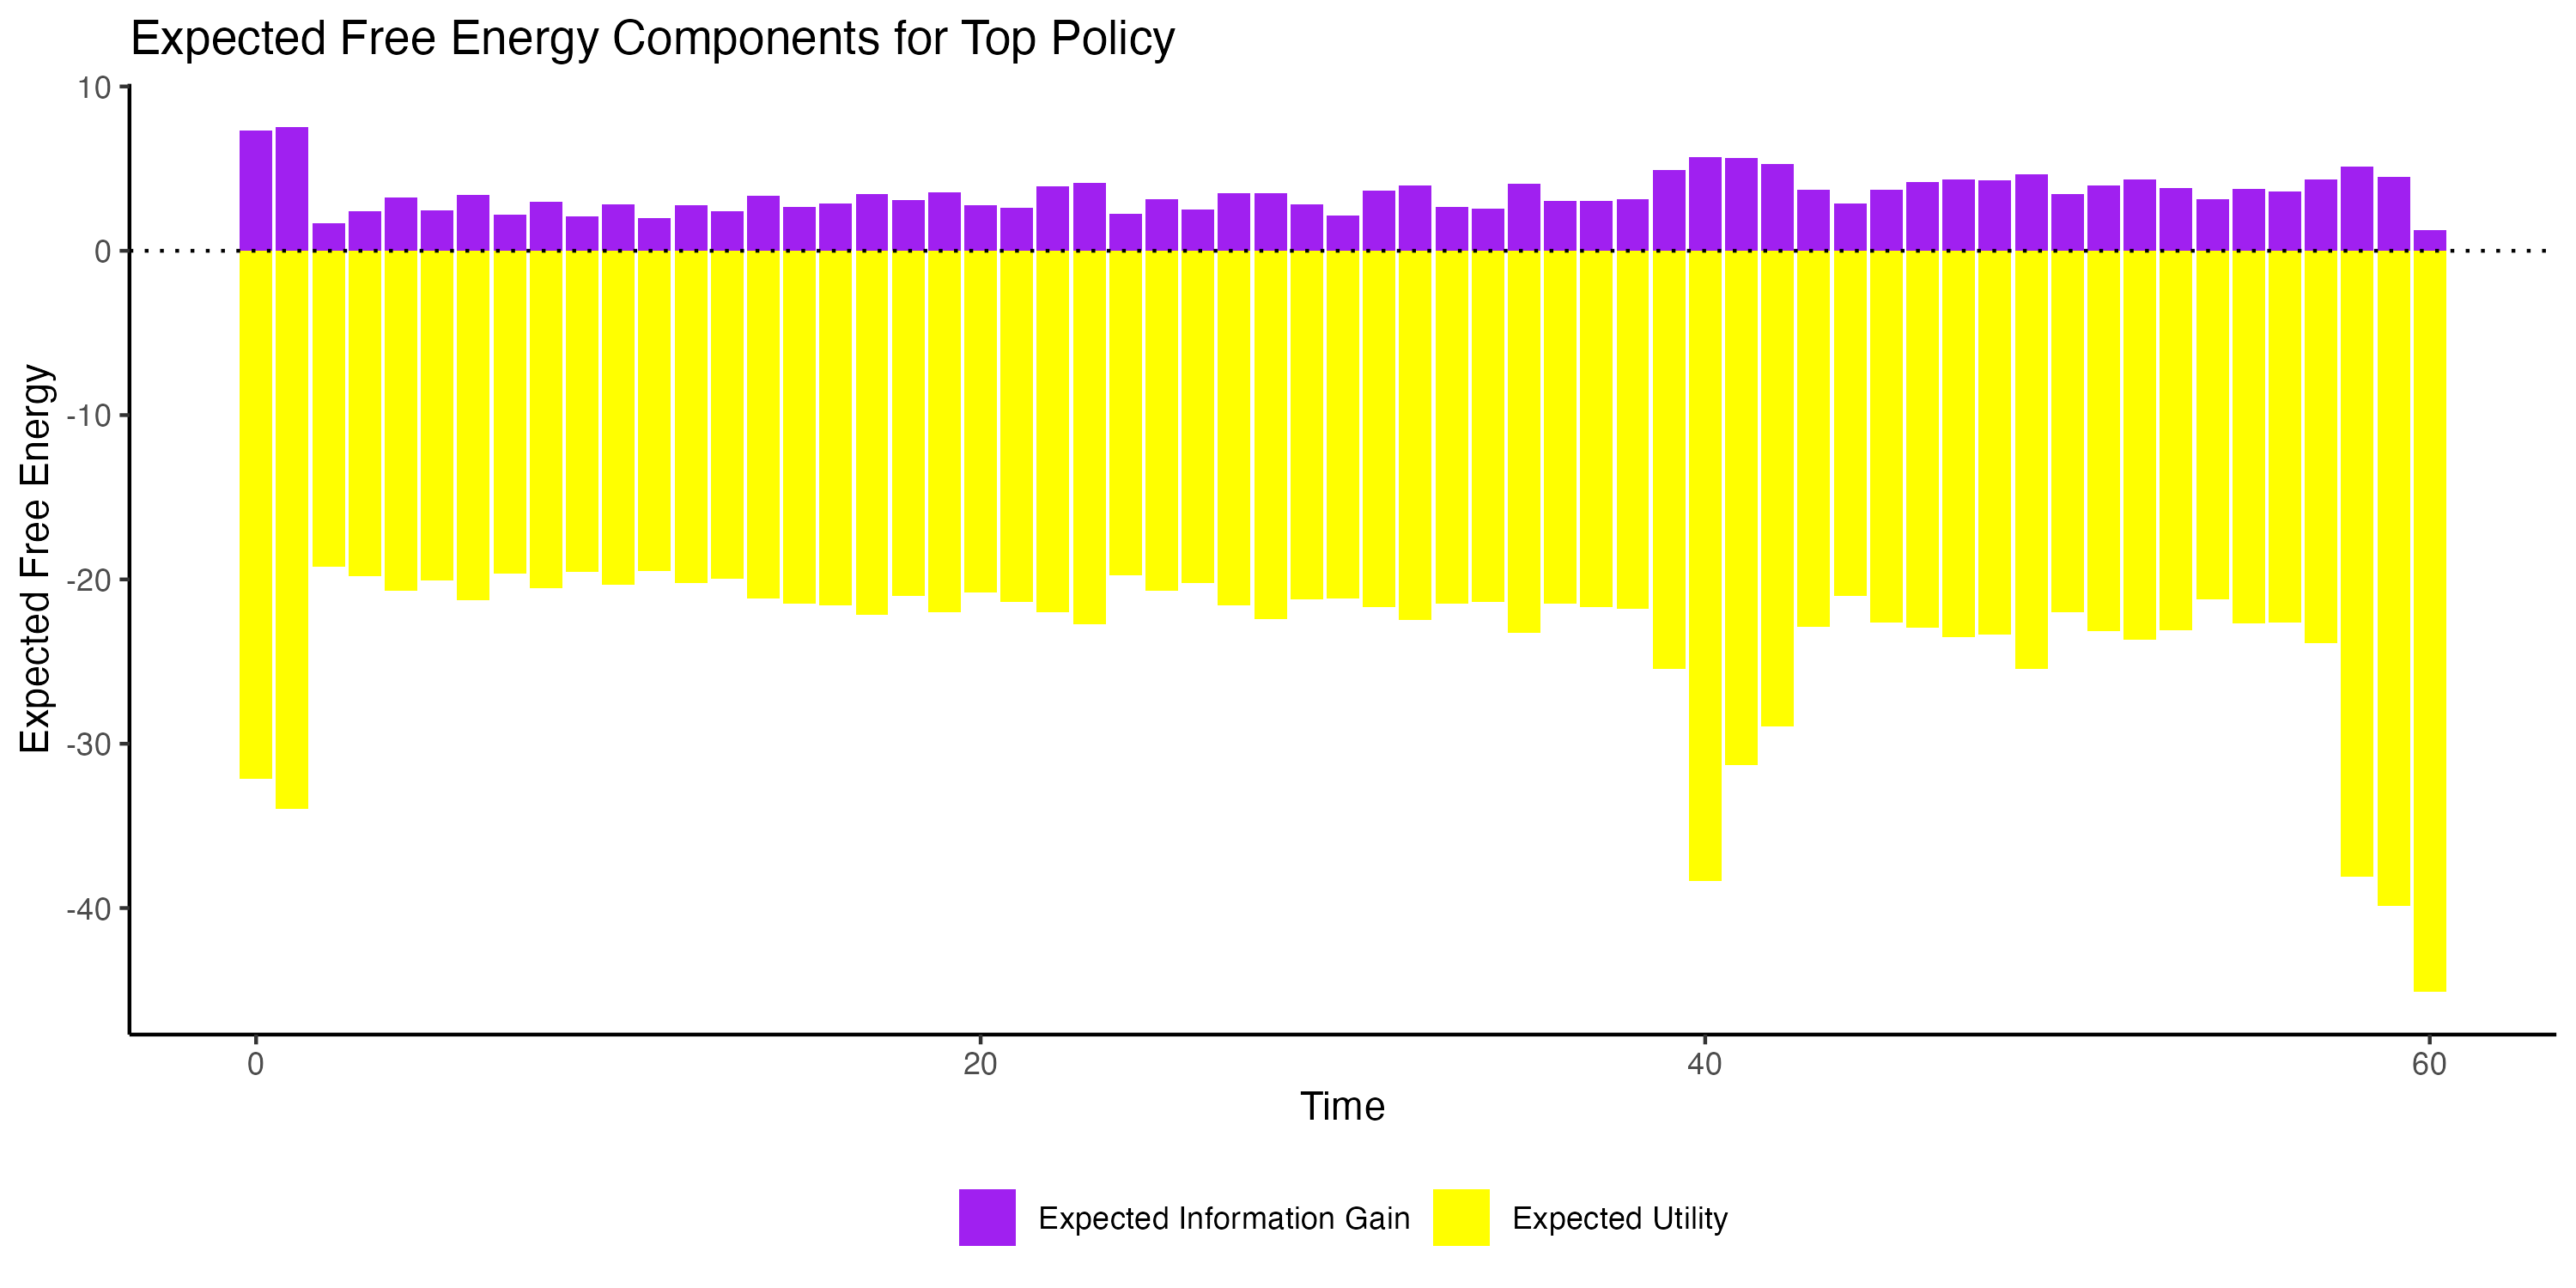 Expected Free Energy Components for Top Policy
Expected Free Energy
10
0
-10
-20
-30
-40
0 20 40 60
Time
Expected Information Gain Expected Utility